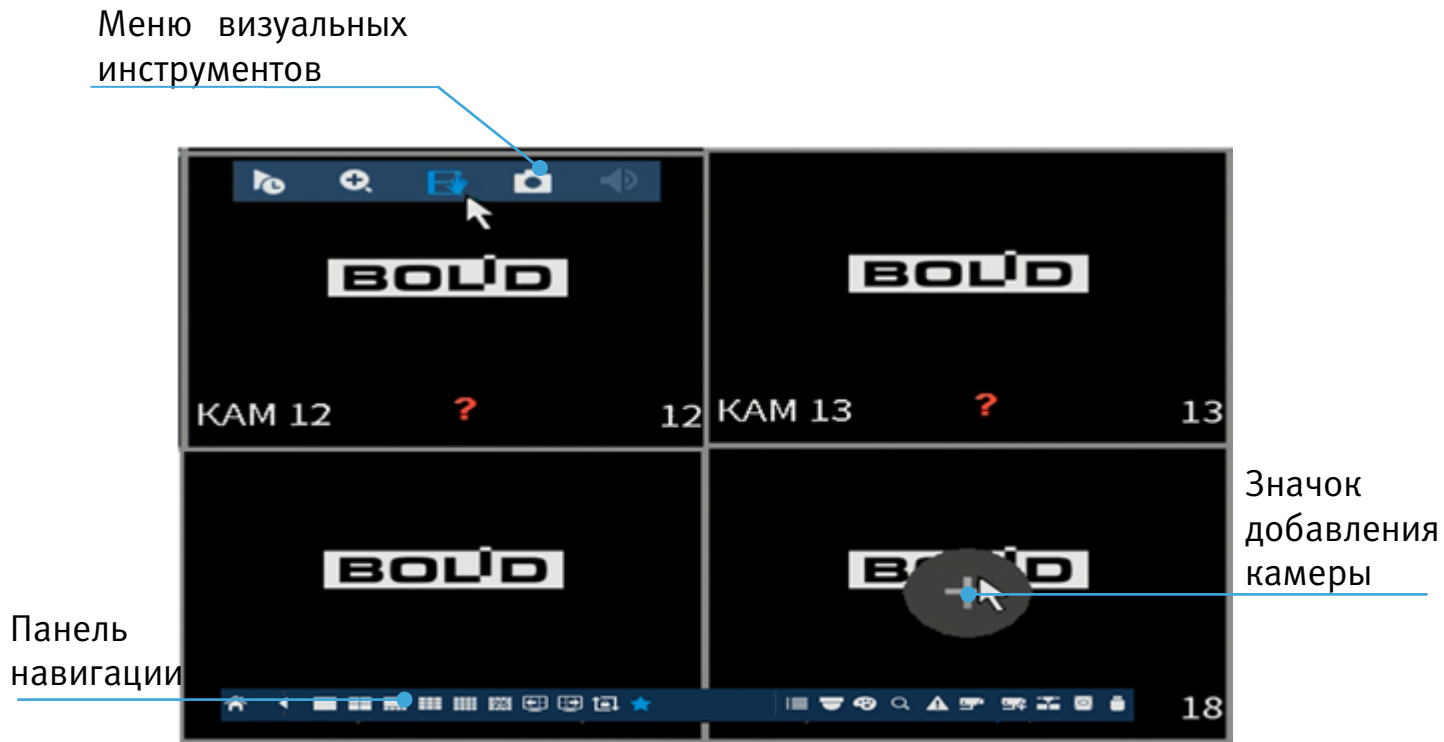 Меню визуальных
инструментов
BOLID
BOLID
КАМ 12 ? 12
КАМ 13 ? 13
BOLID
Значок
добавления
камеры
Панель
навигации
18